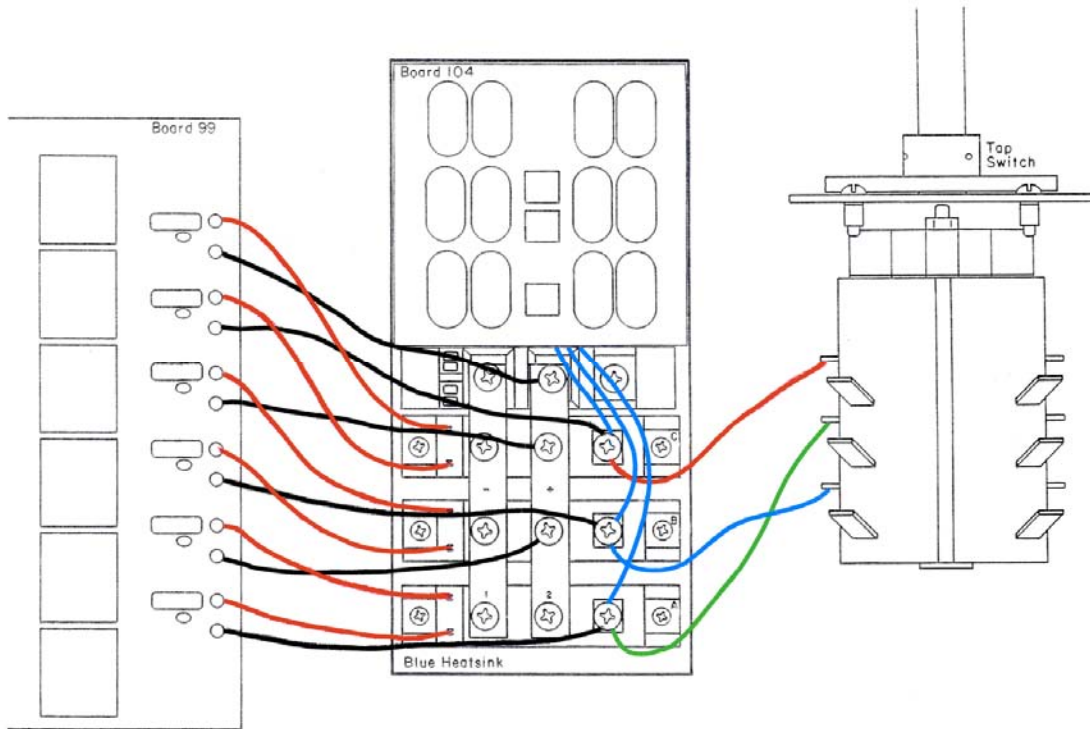 Board 104
Board 99
Tap
Switch
C
- +
B
1 2
A
Blue Heatsink